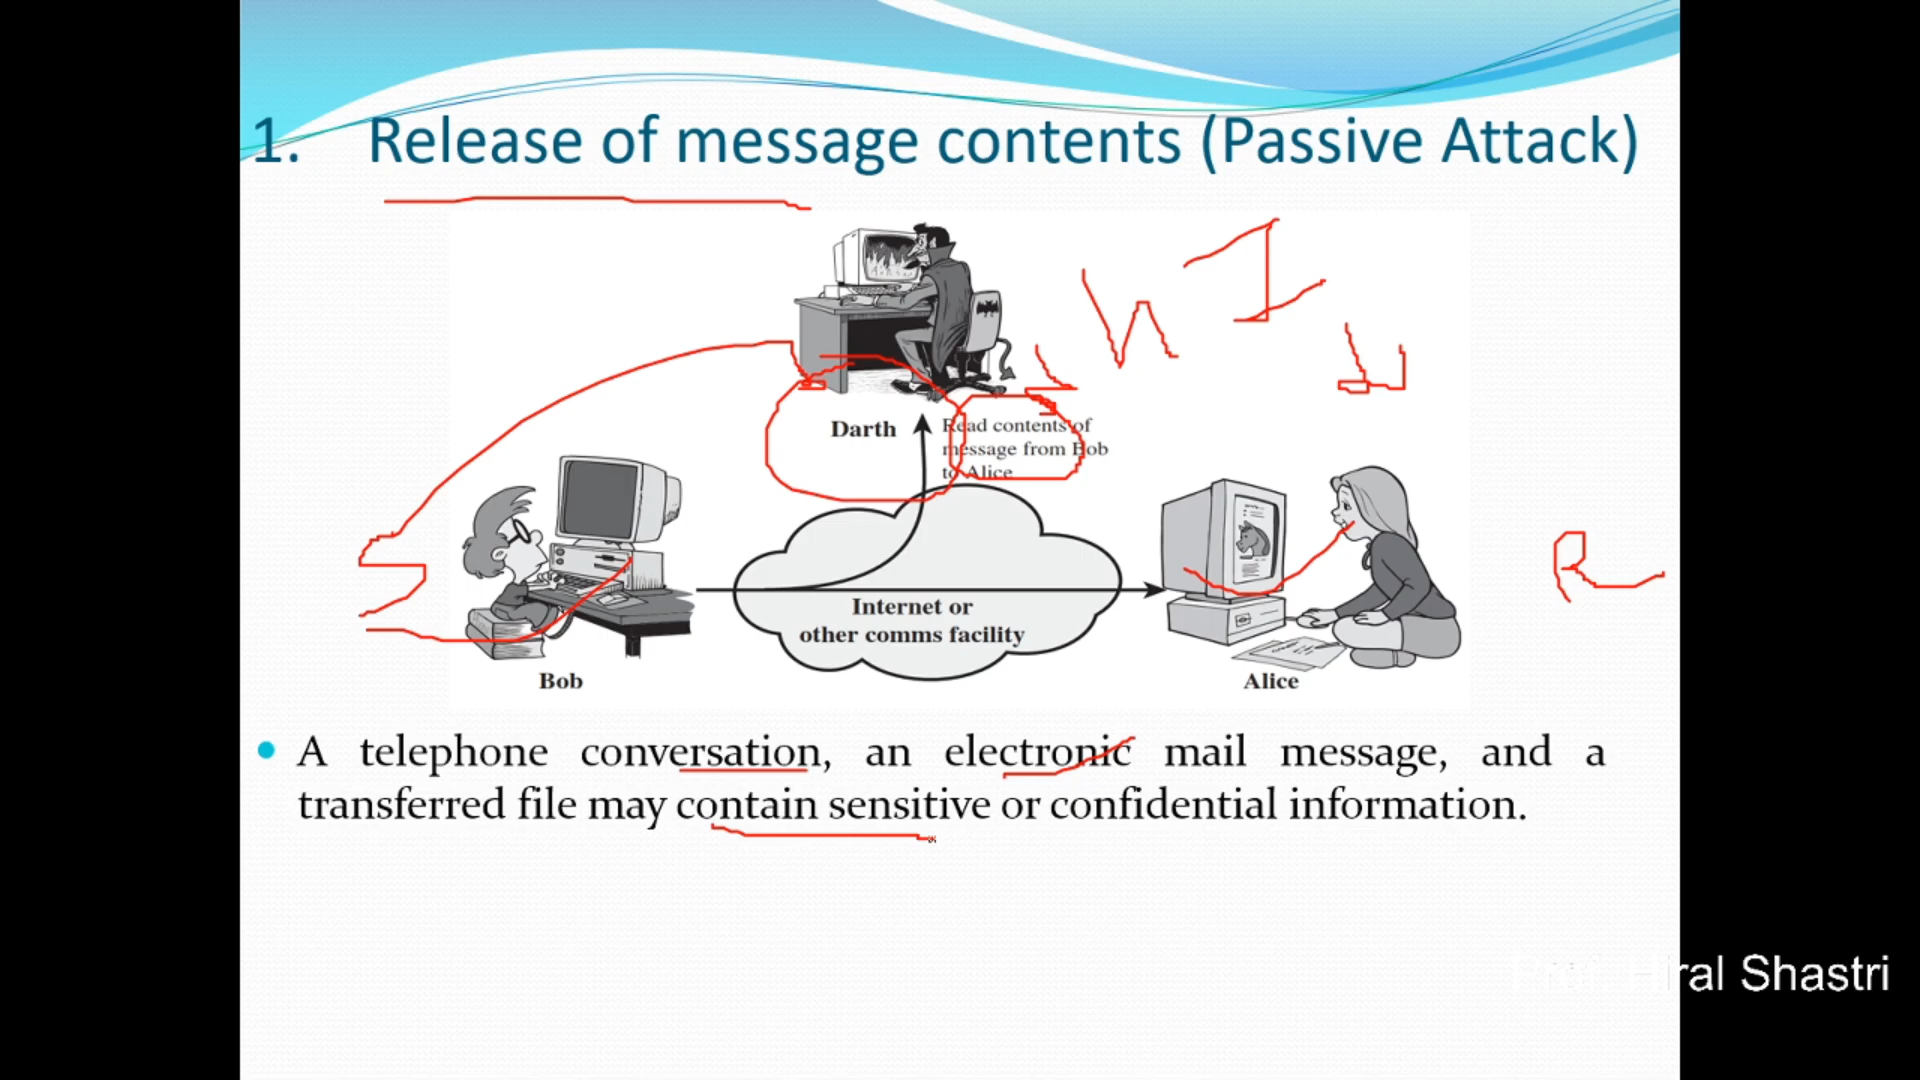 1. Release of message contents (Passive Attack)
Darth
Read contents of
message from Bob
to Alice
Internet or
other comms facility
Bob
Alice
S
R
• A telephone conversation, an electronic mail message, and a
transferred file may contain sensitive or confidential information.
Prof. Hiral Shastri